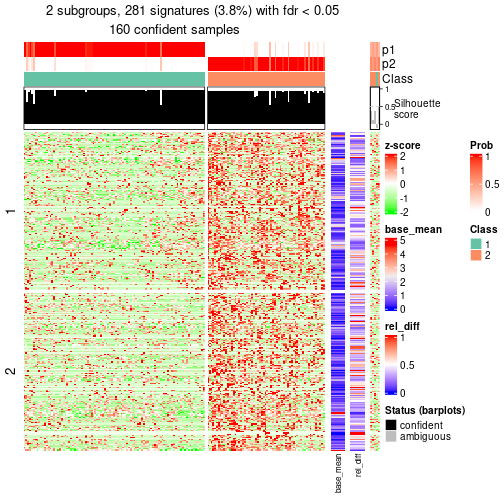 2 subgroups, 281 signatures (3.8%) with fdr < 0.05
160 confident samples
p1
p2
Class
1
0.5
0
Silhouette
score
1
2
z-score
2
1
0
-1
-2
Prob
1
0.5
0
base_mean
5
4
3
2
1
0
Class
1
2
rel_diff
1
0.5
0
Status (barplots)
confident
ambiguous
base_mean
rel_diff